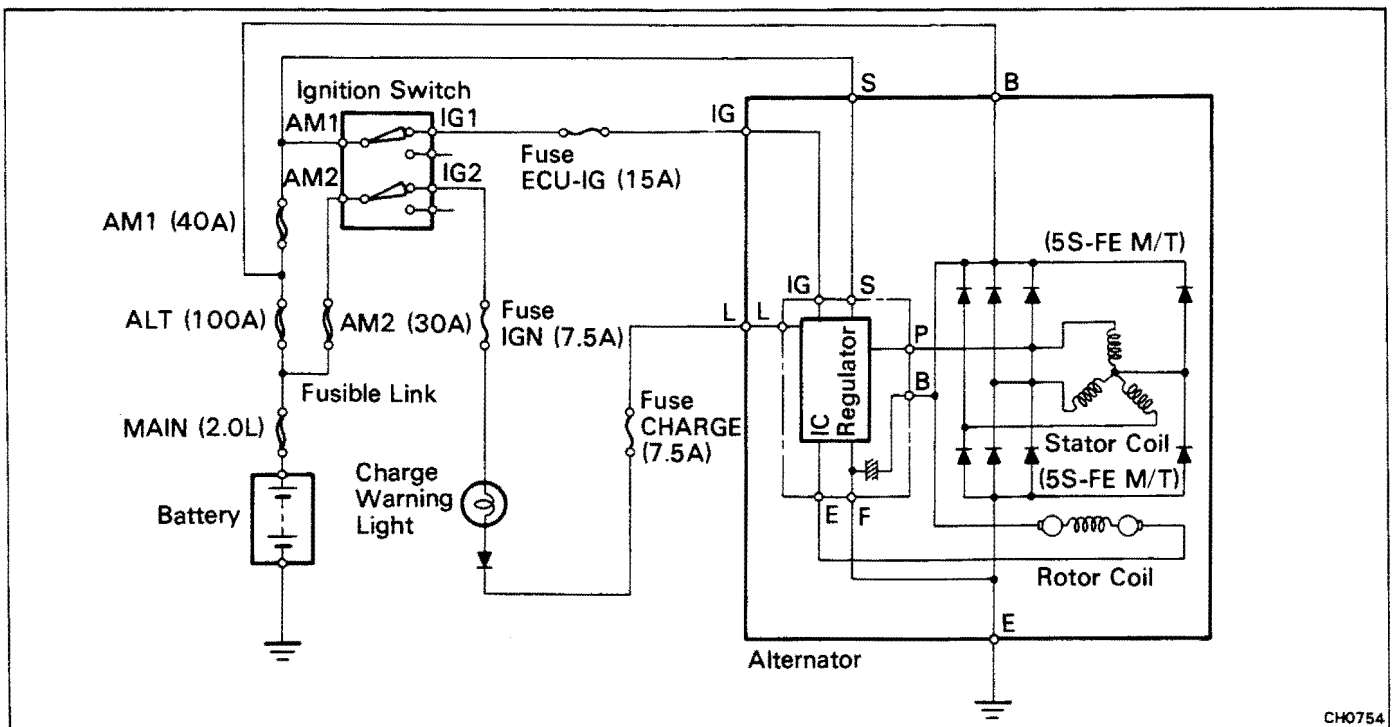 S
B
Ignition Switch
AM1
IG1
IG
Fuse
ECU-IG (15A)
AM2
IG2
AM1 (40A)
(5S-FE M/T)
IG
S
ALT (100A)
AM2 (30A)
Fuse
IGN (7.5A)
L
L
P
B
IC
Regulator
Fusible Link
MAIN (2.0L)
Fuse
CHARGE
(7.5A)
Stator Coil
(5S-FE M/T)
Charge
Warning
Light
Battery
E
F
Rotor Coil
E
Alternator
CH0754